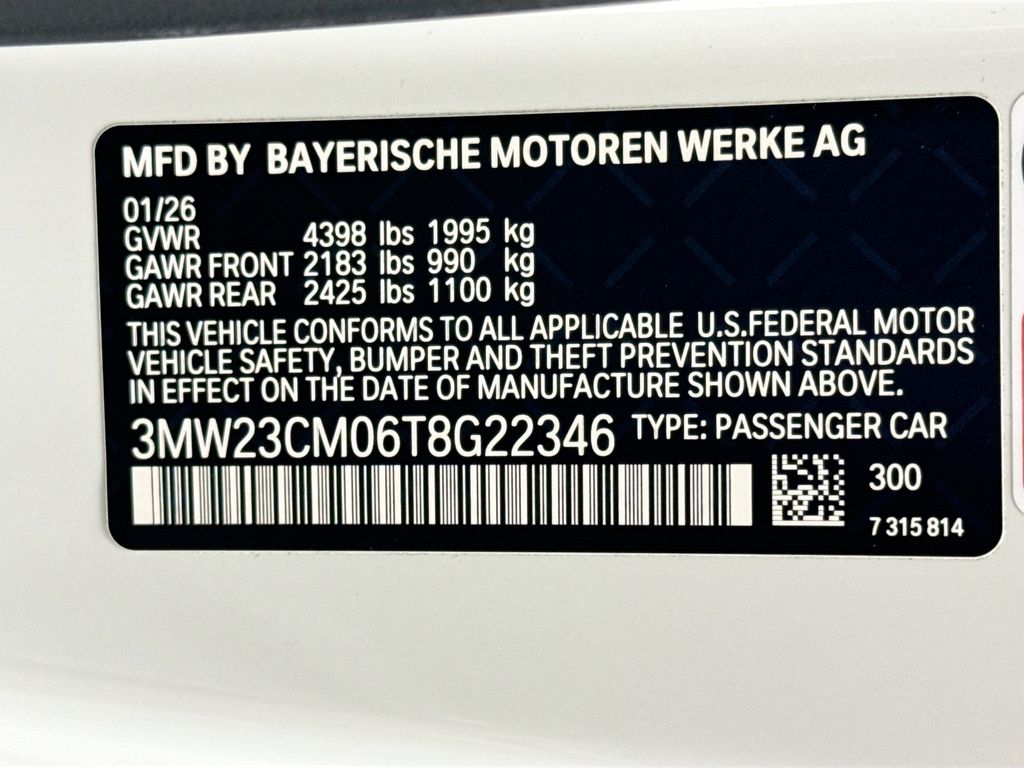 MFD BY BAYERISCHE MOTOREN WERKE AG
01/26
GVWR 4398 lbs 1995 kg
GAWR FRONT 2183 lbs 990 kg
GAWR REAR 2425 lbs 1100 kg
THIS VEHICLE CONFORMS TO ALL APPLICABLE U.S.FEDERAL MOTOR
VEHICLE SAFETY, BUMPER AND THEFT PREVENTION STANDARDS
IN EFFECT ON THE DATE OF MANUFACTURE SHOWN ABOVE.
3MW23CM06T8G22346 TYPE: PASSENGER CAR
300
7 315 814